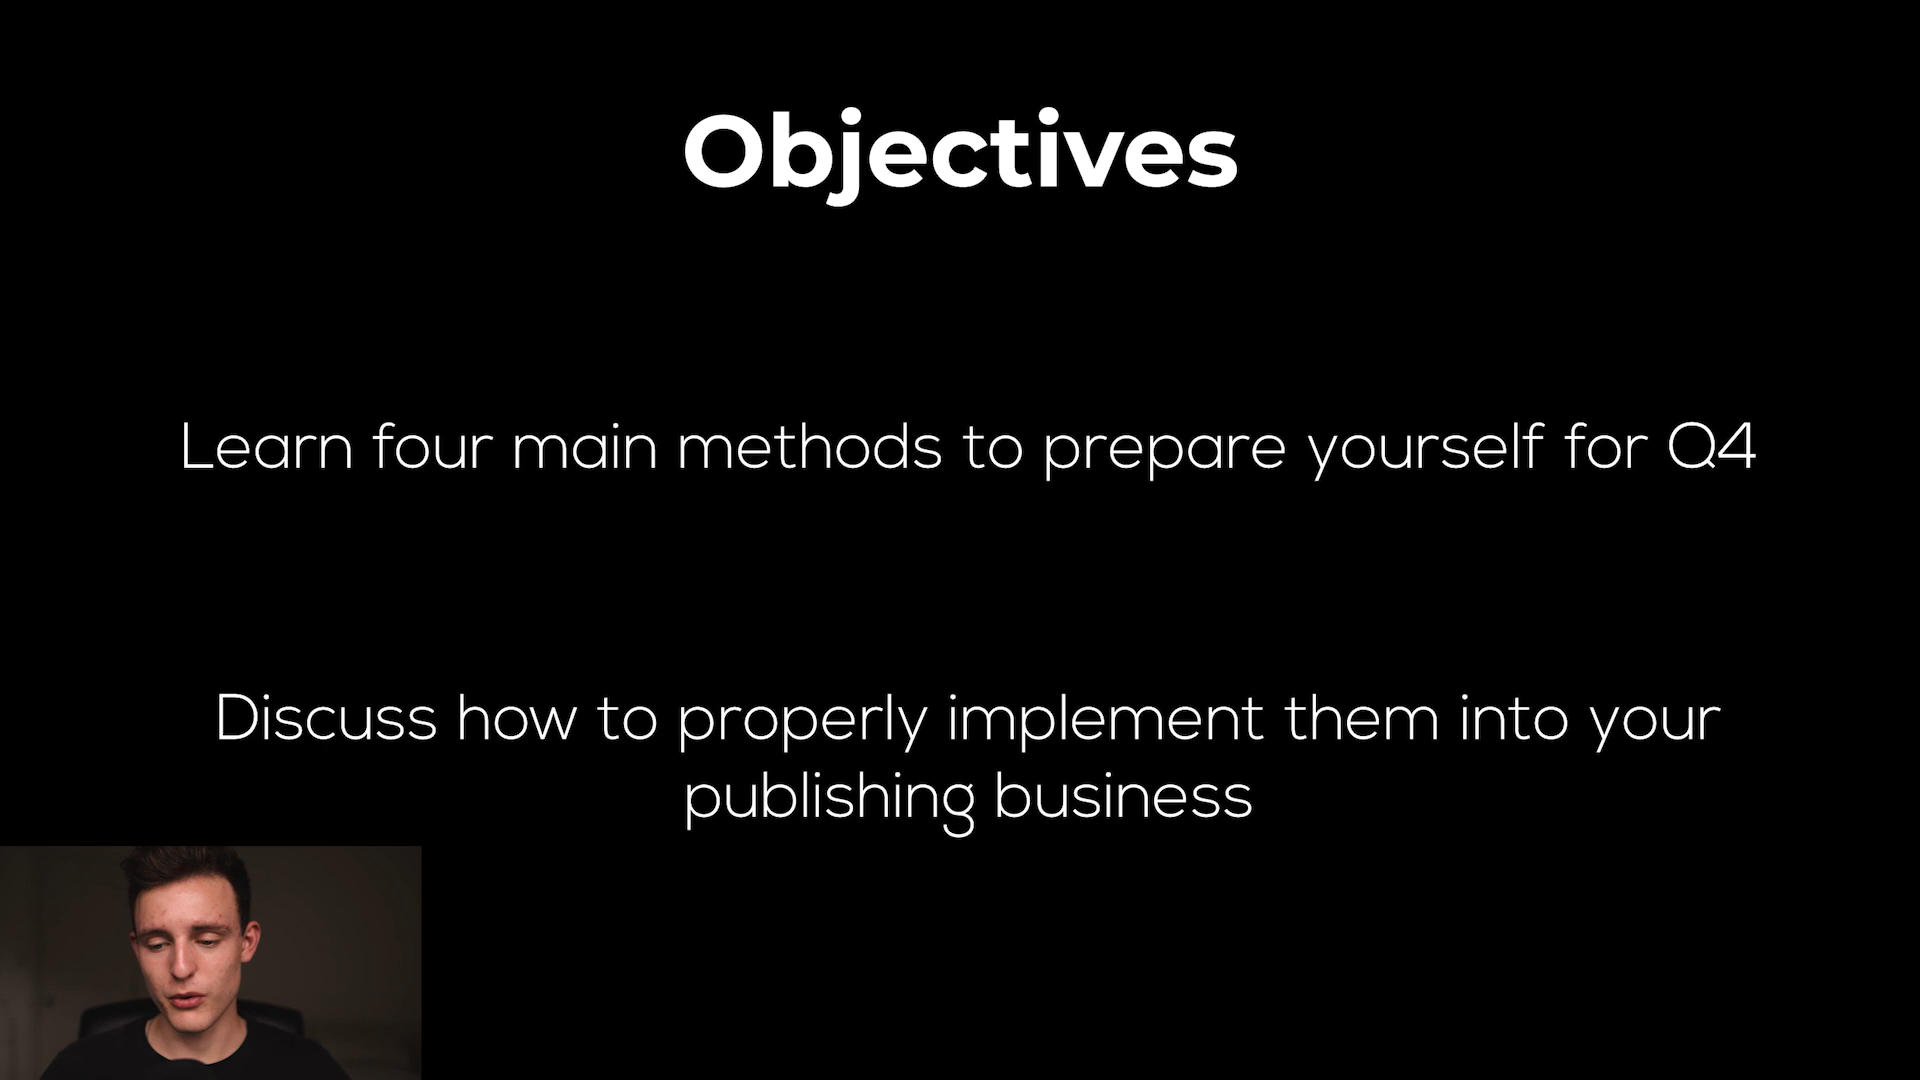 Objectives
Learn four main methods to prepare yourself for Q4
Discuss how to properly implement them into your
publishing business